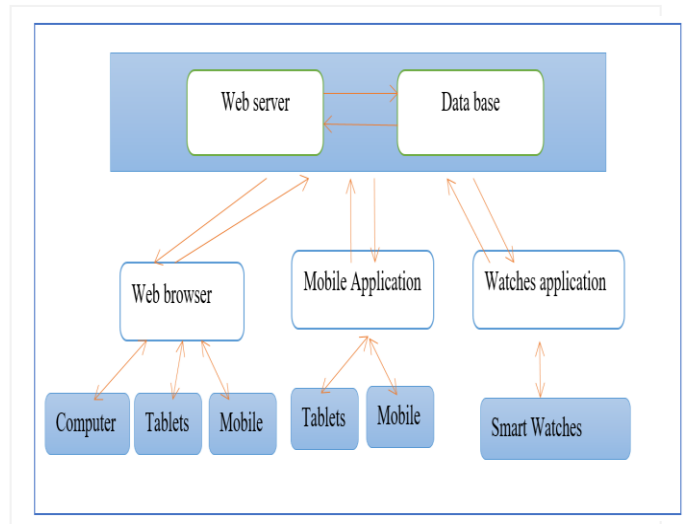 Web server
Data base
Web browser
Mobile Application
Watches application
Computer
Tablets
Mobile
Tablets
Mobile
Smart Watches